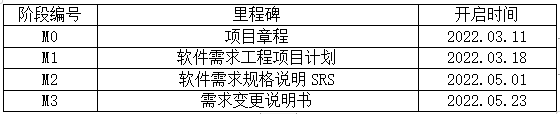 阶段编号 里程碑 开启时间
M0 项目章程 2022.03.11
M1 软件需求工程项目计划 2022.03.18
M2 软件需求规格说明 SRS 2022.05.01
M3 需求变更说明书 2022.05.23